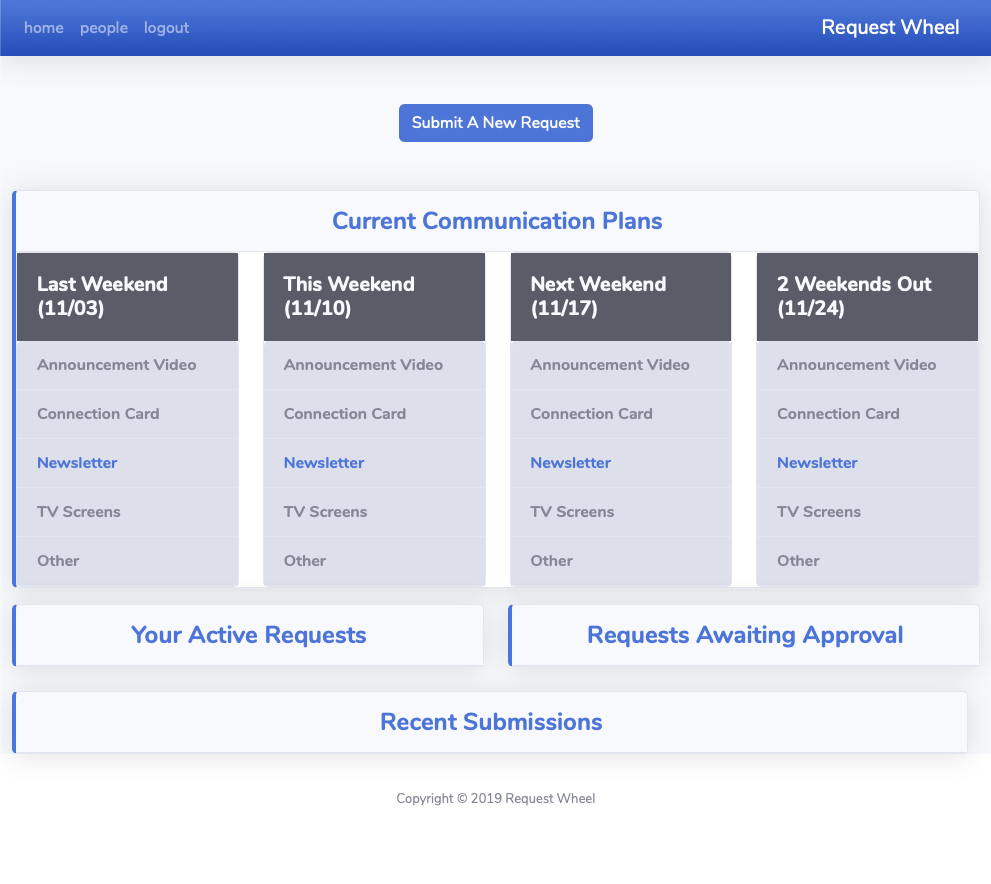 home people logout Request Wheel
Submit A New Request
Current Communication Plans
Last Weekend
(11/03)
Announcement Video
Connection Card
Newsletter
TV Screens
Other
This Weekend
(11/10)
Announcement Video
Connection Card
Newsletter
TV Screens
Other
Next Weekend
(11/17)
Announcement Video
Connection Card
Newsletter
TV Screens
Other
2 Weekends Out
(11/24)
Announcement Video
Connection Card
Newsletter
TV Screens
Other
Your Active Requests
Requests Awaiting Approval
Recent Submissions
Copyright © 2019 Request Wheel